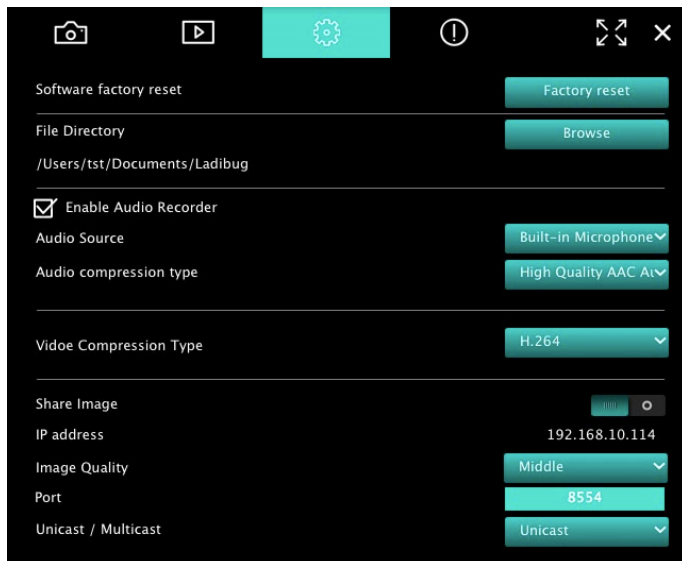 Software factory reset Factory reset
File Directory Browse
/Users/tst/Documents/Ladibug
Enable Audio Recorder
Audio Source Built-in Microphone
Audio compression type High Quality AAC Au
Vidoe Compression Type H.264
Share Image
IP address 192.168.10.114
Image Quality Middle
Port 8554
Unicast / Multicast Unicast